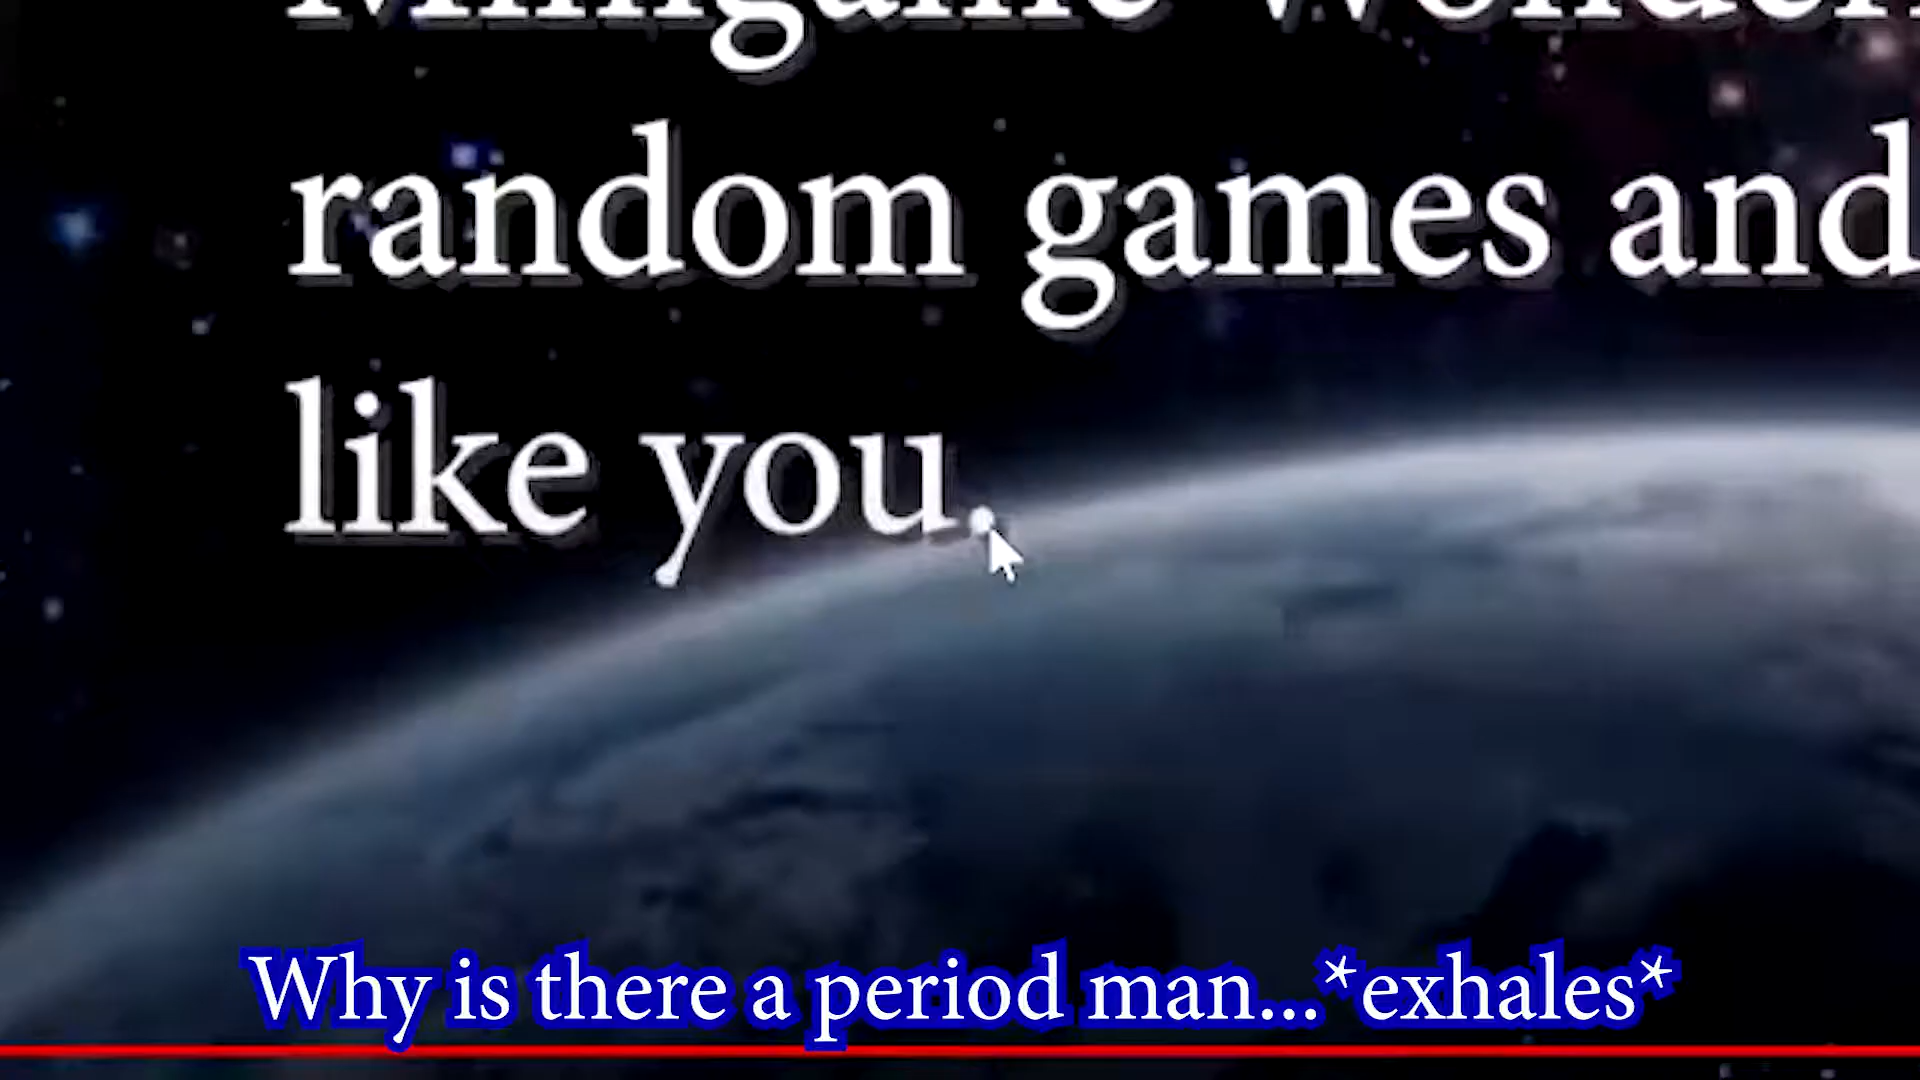 random games and
like you.
Why is there a period man...*exhales*